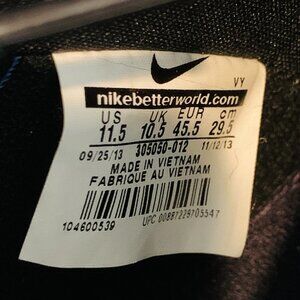 VY
nikebetterworld.com
US UK EUR cm
11.5 10.5 45.5 29.5
09/25/13 305050-012 11/12/13
MADE IN VIETNAM
FABRIQUE AU VIETNAM
104600539
UPC